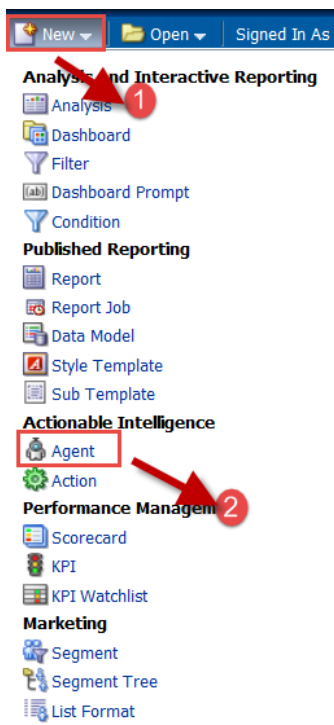 New Open Signed In As
Analysis and Interactive Reporting
Analysis
1
Dashboard
Filter
(ab) Dashboard Prompt
Condition
Published Reporting
Report
Report Job
Data Model
Style Template
Sub Template
Actionable Intelligence
Agent
Action
2
Performance Managem
Scorecard
KPI
KPI Watchlist
Marketing
Segment
Segment Tree
List Format